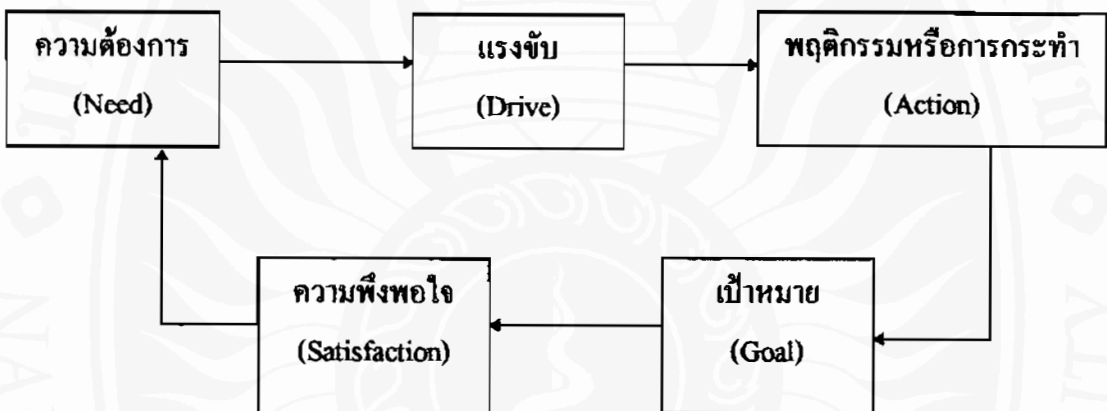 ความต้องการ
(Need)
แรงขับ
(Drive)
พฤติกรรมหรือการกระทำ
(Action)
ความพึงพอใจ
(Satisfaction)
เป้าหมาย
(Goal)